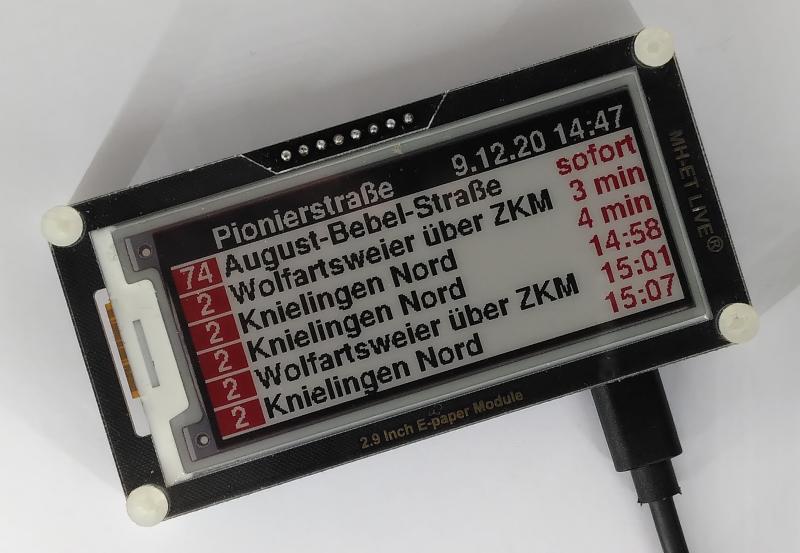 Pionierstraße 9.12.20 14:47
74 August-Bebel-Straße sofort
2 Wolfartsweier über ZKM 3 min
2 Knielingen Nord 4 min
2 Knielingen Nord 14:58
2 Wolfartsweier über ZKM 15:01
2 Knielingen Nord 15:07
MH-ET LIVE®
2.9 Inch E-paper Module